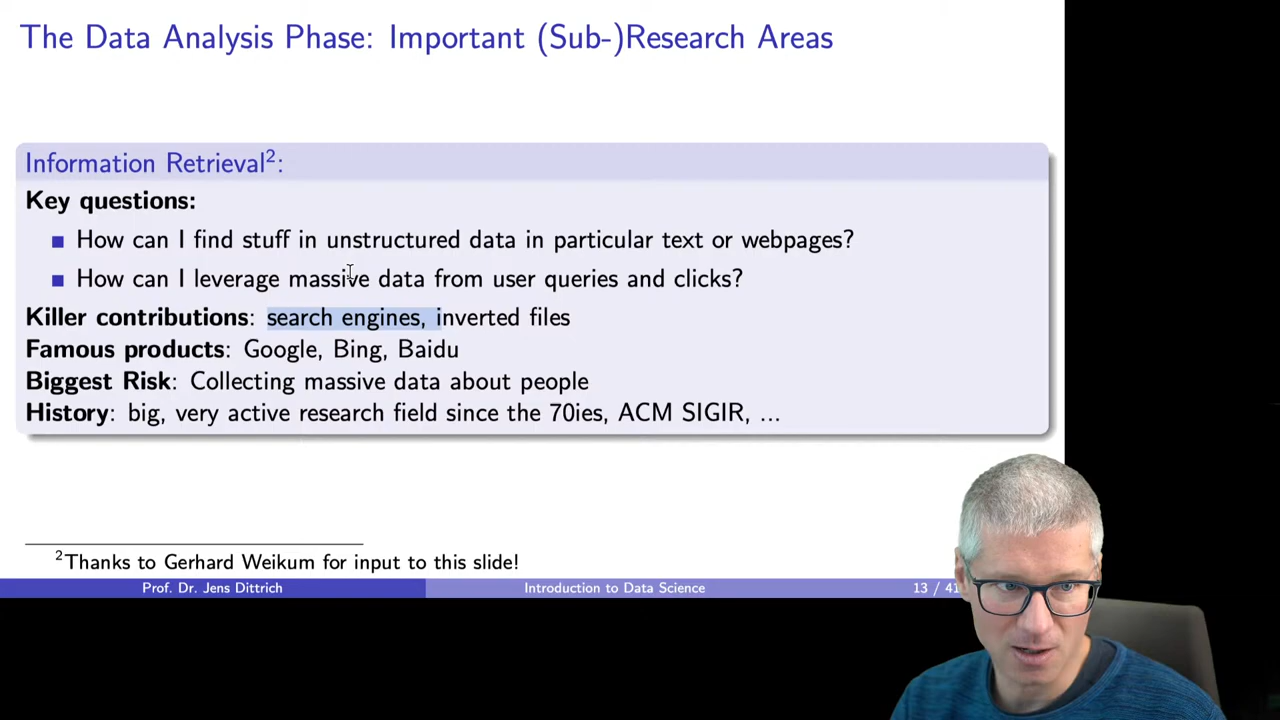 The Data Analysis Phase: Important (Sub-)Research Areas
Information Retrieval²:
Key questions:
How can I find stuff in unstructured data in particular text or webpages?
How can I leverage massive data from user queries and clicks?
Killer contributions: search engines, inverted files
Famous products: Google, Bing, Baidu
Biggest Risk: Collecting massive data about people
History: big, very active research field since the 70ies, ACM SIGIR, ...
²Thanks to Gerhard Weikum for input to this slide!
Prof. Dr. Jens Dittrich Introduction to Data Science 13 / 41